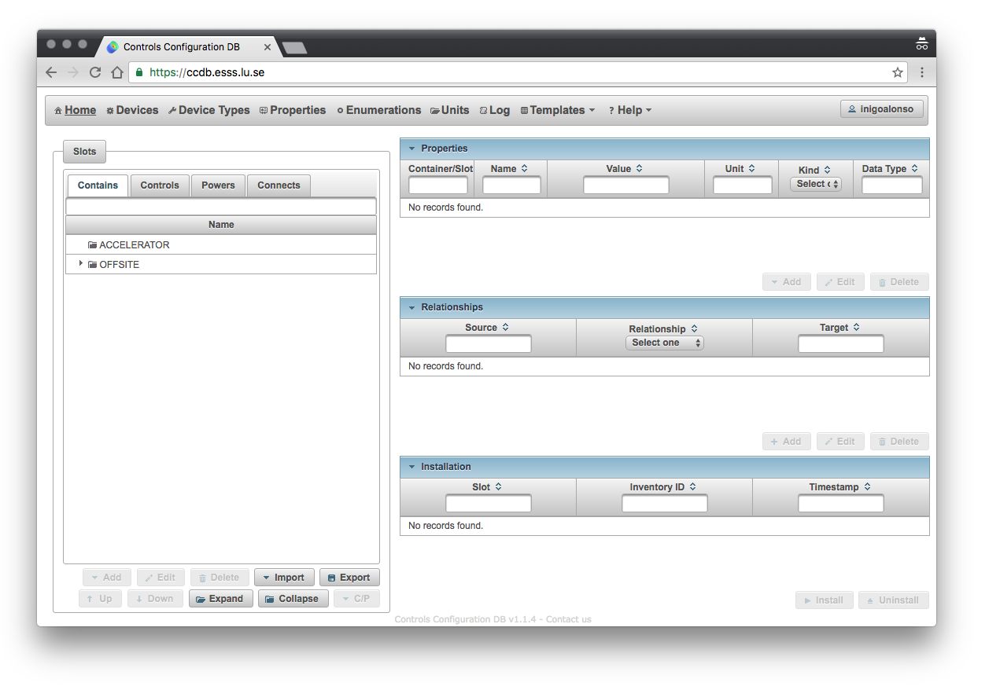 Controls Configuration DB
https://ccdb.esss.lu.se
Home Devices Device Types Properties Enumerations Units Log Templates ? Help inigoalonso
Slots
Contains Controls Powers Connects
Name
ACCELERATOR
OFFSITE
Add Edit Delete Import Export
Up Down Expand Collapse C/P
Properties
Container/Slot Name Value Unit Kind Data Type
Select o
No records found.
Add Edit Delete
Relationships
Source Relationship Target
Select one
No records found.
Add Edit Delete
Installation
Slot Inventory ID Timestamp
No records found.
Install Uninstall
Controls Configuration DB v1.1.4 - Contact us